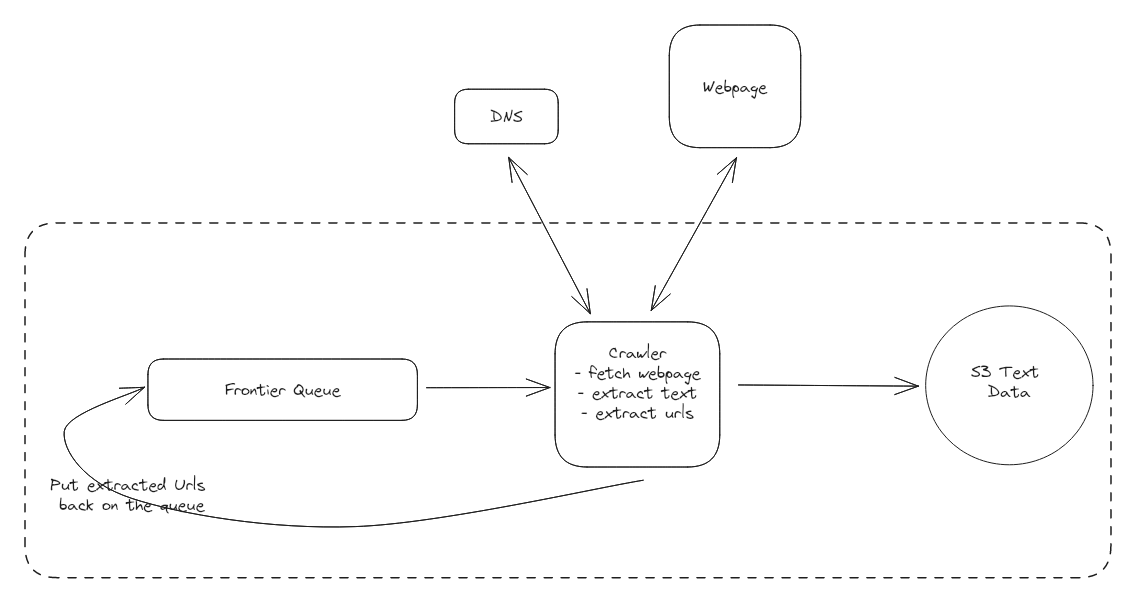 Webpage
DNS
Crawler
- fetch webpage
- extract text
- extract urls
Frontier Queue
S3 Text
Data
Put extracted Urls
back on the queue